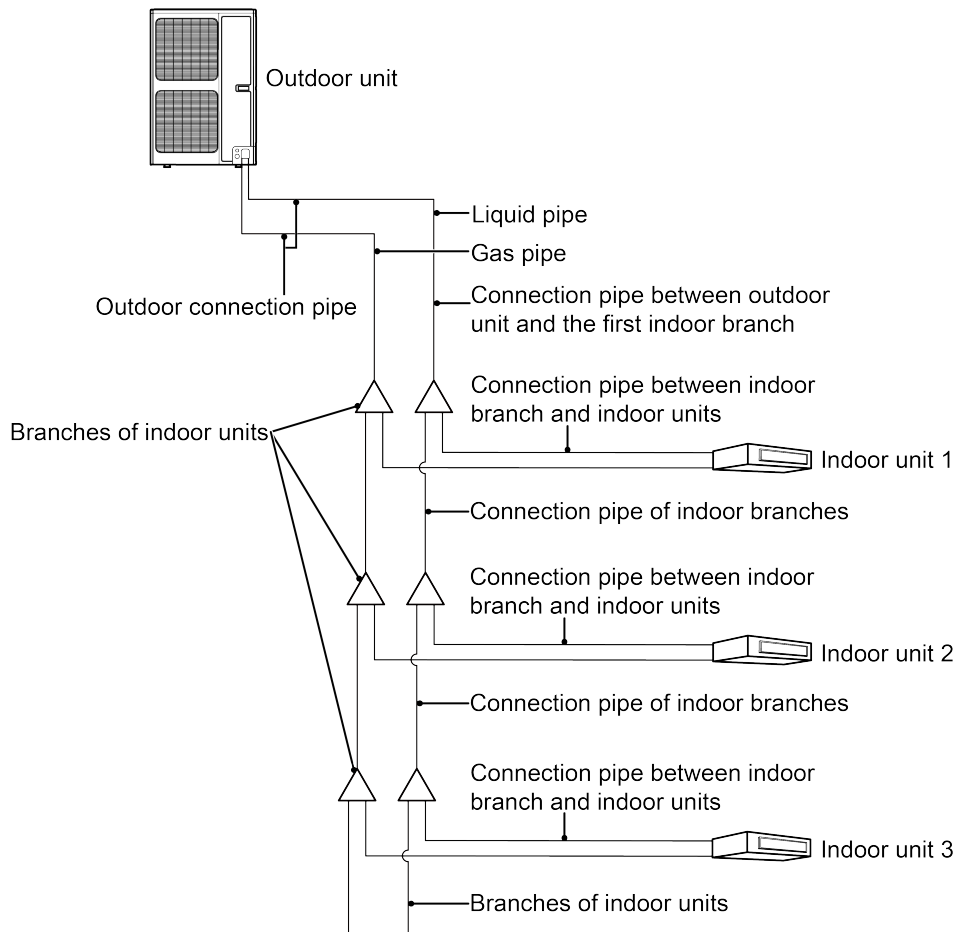 Outdoor unit
Liquid pipe
Gas pipe
Outdoor connection pipe
Connection pipe between outdoor
unit and the first indoor branch
Connection pipe between indoor
branch and indoor units
Branches of indoor units
Indoor unit 1
Connection pipe of indoor branches
Connection pipe between indoor
branch and indoor units
Indoor unit 2
Connection pipe of indoor branches
Connection pipe between indoor
branch and indoor units
Indoor unit 3
Branches of indoor units